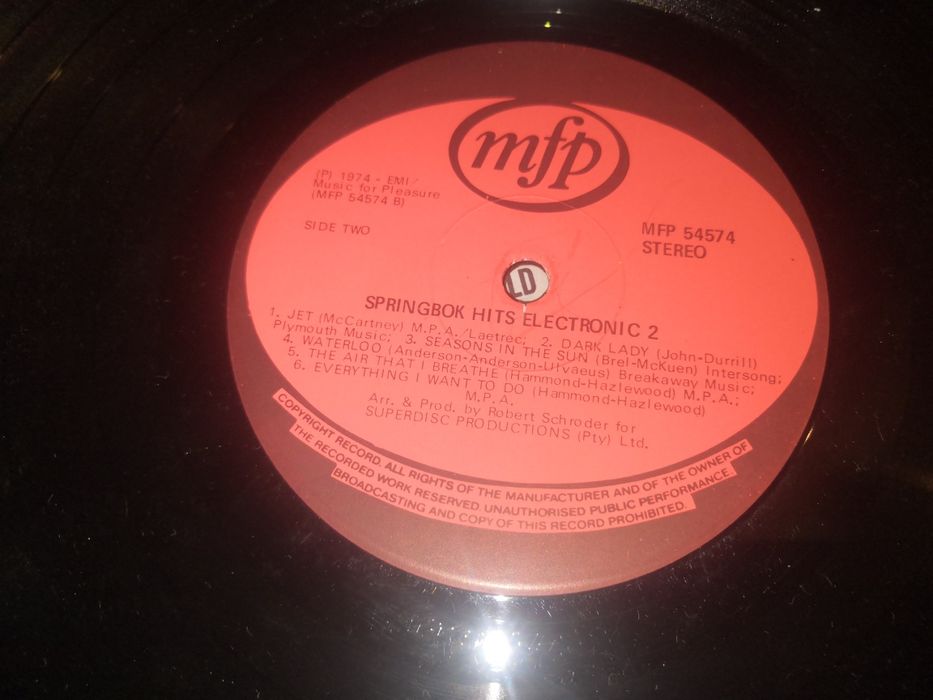 mfp
(P) 1974 - EMI/
Music for Pleasure
(MFP 54574 B)
SIDE TWO
MFP 54574
STEREO
LD
SPRINGBOK HITS ELECTRONIC 2
1. JET (McCartney) M.P.A./Laetrec; 2. DARK LADY (John-Durrill)
Plymouth Music; 3. SEASONS IN THE SUN (Brel-McKuen) Intersong;
4. WATERLOO (Anderson-Anderson-Ulvaeus) Breakaway Music;
5. THE AIR THAT I BREATHE (Hammond-Hazlewood) M.P.A.;
6. EVERYTHING I WANT TO DO (Hammond-Hazlewood)
M.P.A.
Arr. & Prod. by Robert Schroder for
SUPERDISC PRODUCTIONS (Pty) Ltd.
COPYRIGHT RECORD. ALL RIGHTS OF THE MANUFACTURER AND OF THE OWNER OF
THE RECORDED WORK RESERVED. UNAUTHORISED PUBLIC PERFORMANCE.
BROADCASTING AND COPY OF THIS RECORD PROHIBITED.